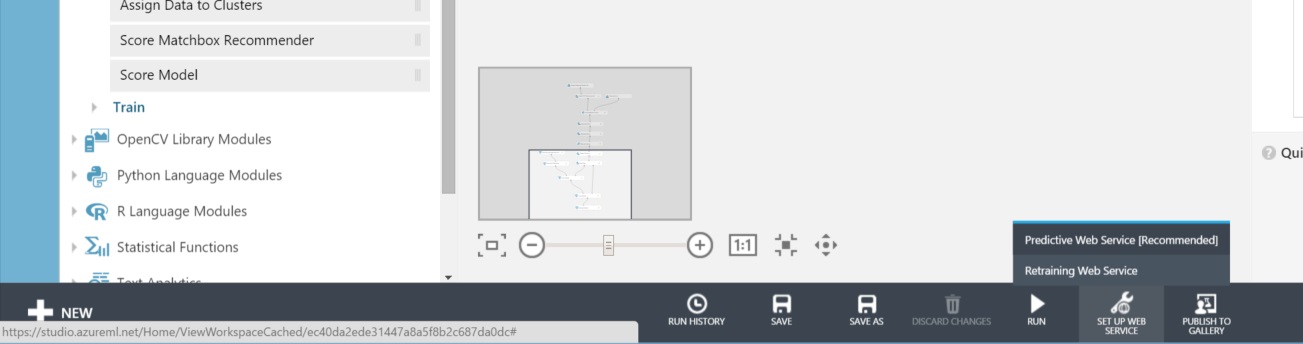 Assign Data to Clusters
Score Matchbox Recommender
Score Model
Train
OpenCV Library Modules
Python Language Modules
R Language Modules
Statistical Functions
Text Analytics
1:1
Qui
Predictive Web Service [Recommended]
Retraining Web Service
NEW
RUN HISTORY
SAVE
SAVE AS
DISCARD CHANGES
RUN
SET UP WEB
SERVICE
PUBLISH TO
GALLERY
https://studio.azureml.net/Home/ViewWorkspaceCached/ec40da2ede31447a8a5f8b2c687da0dc#